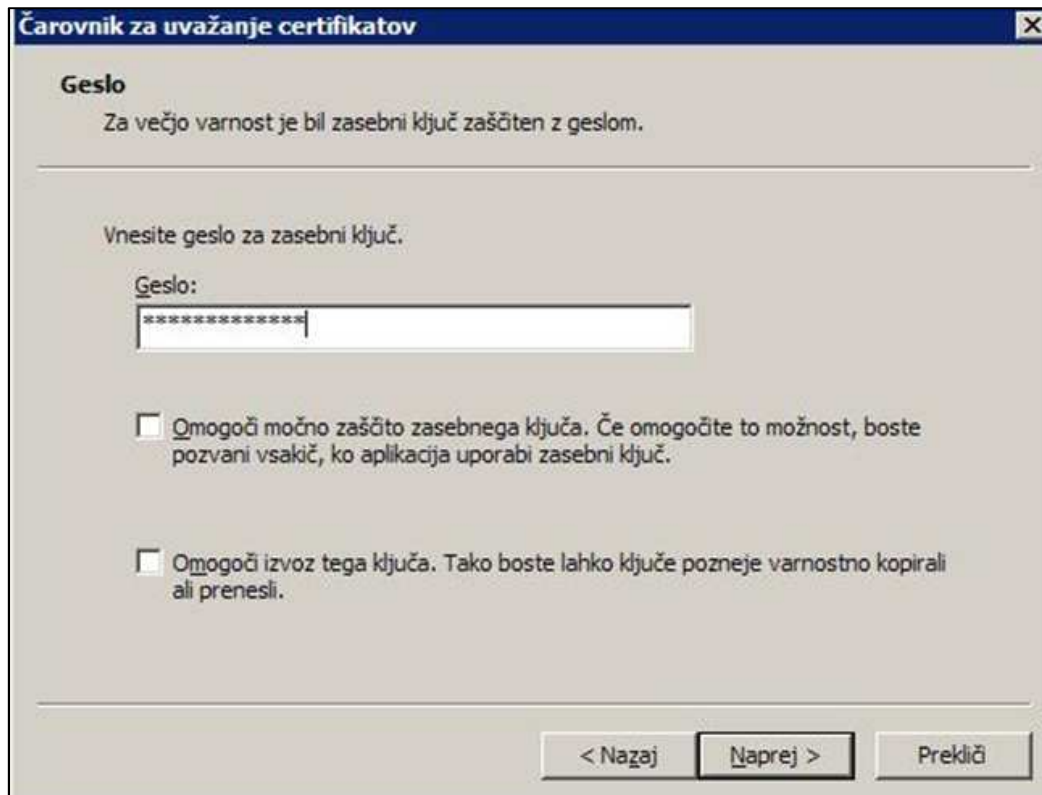 Čarovnik za uvažanje certifikatov
Geslo
Za večjo varnost je bil zasebni ključ zaščiten z geslom.
Vnesite geslo za zasebni ključ.
Geslo:
*************
Omogoči močno zaščito zasebnega ključa. Če omogočite to možnost, boste
pozvani vsakič, ko aplikacija uporabi zasebni ključ.
Omogoči izvoz tega ključa. Tako boste lahko ključe pozneje varnostno kopirali
ali prenesli.
< Nazaj
Naprej >
Prekliči